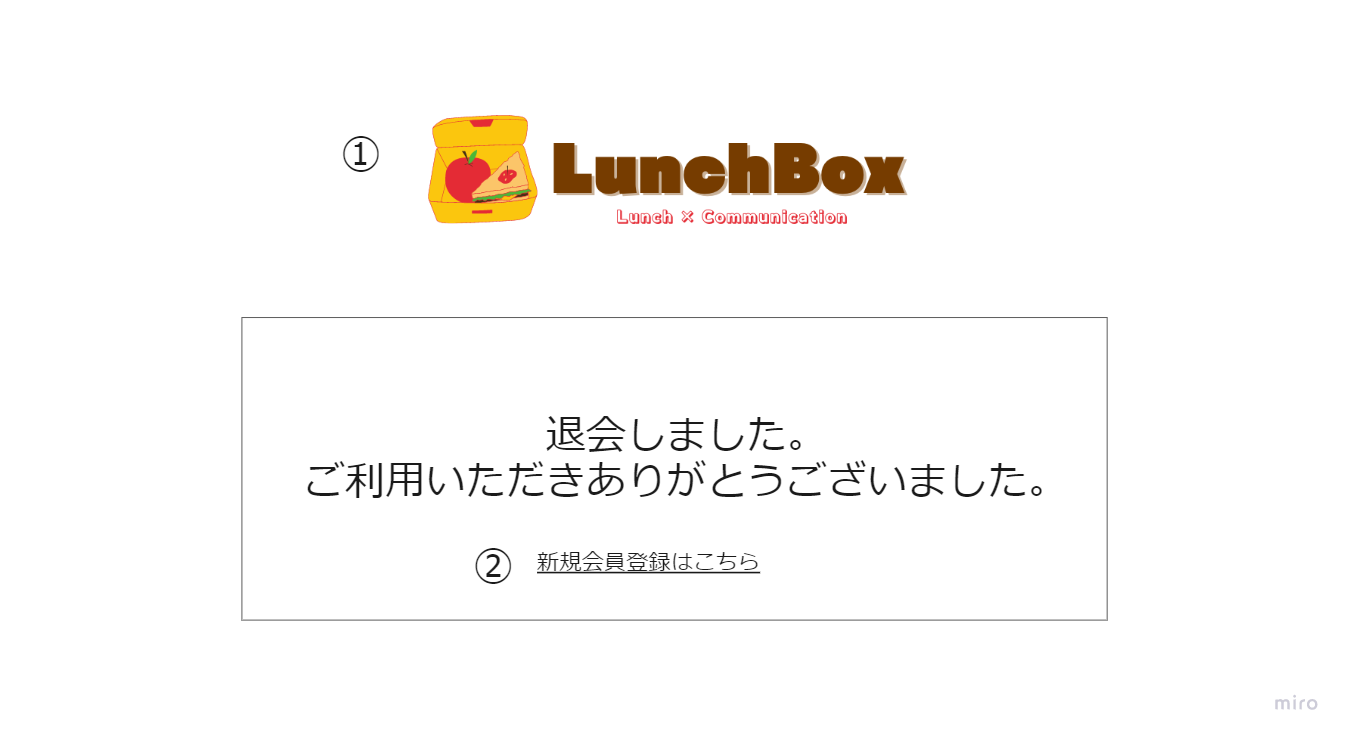 ①
LunchBox
Lunch × Communication
退会しました。
ご利用いただきありがとうございました。
② 新規会員登録はこちら
miro